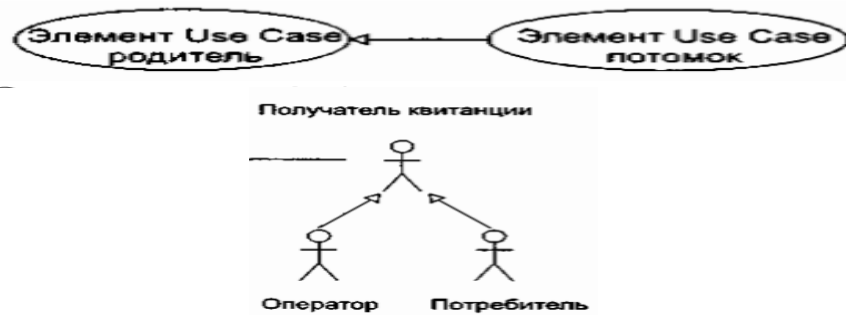 Элемент Use Case
родитель
Элемент Use Case
потомок
Получатель квитанции
Оператор
Потребитель